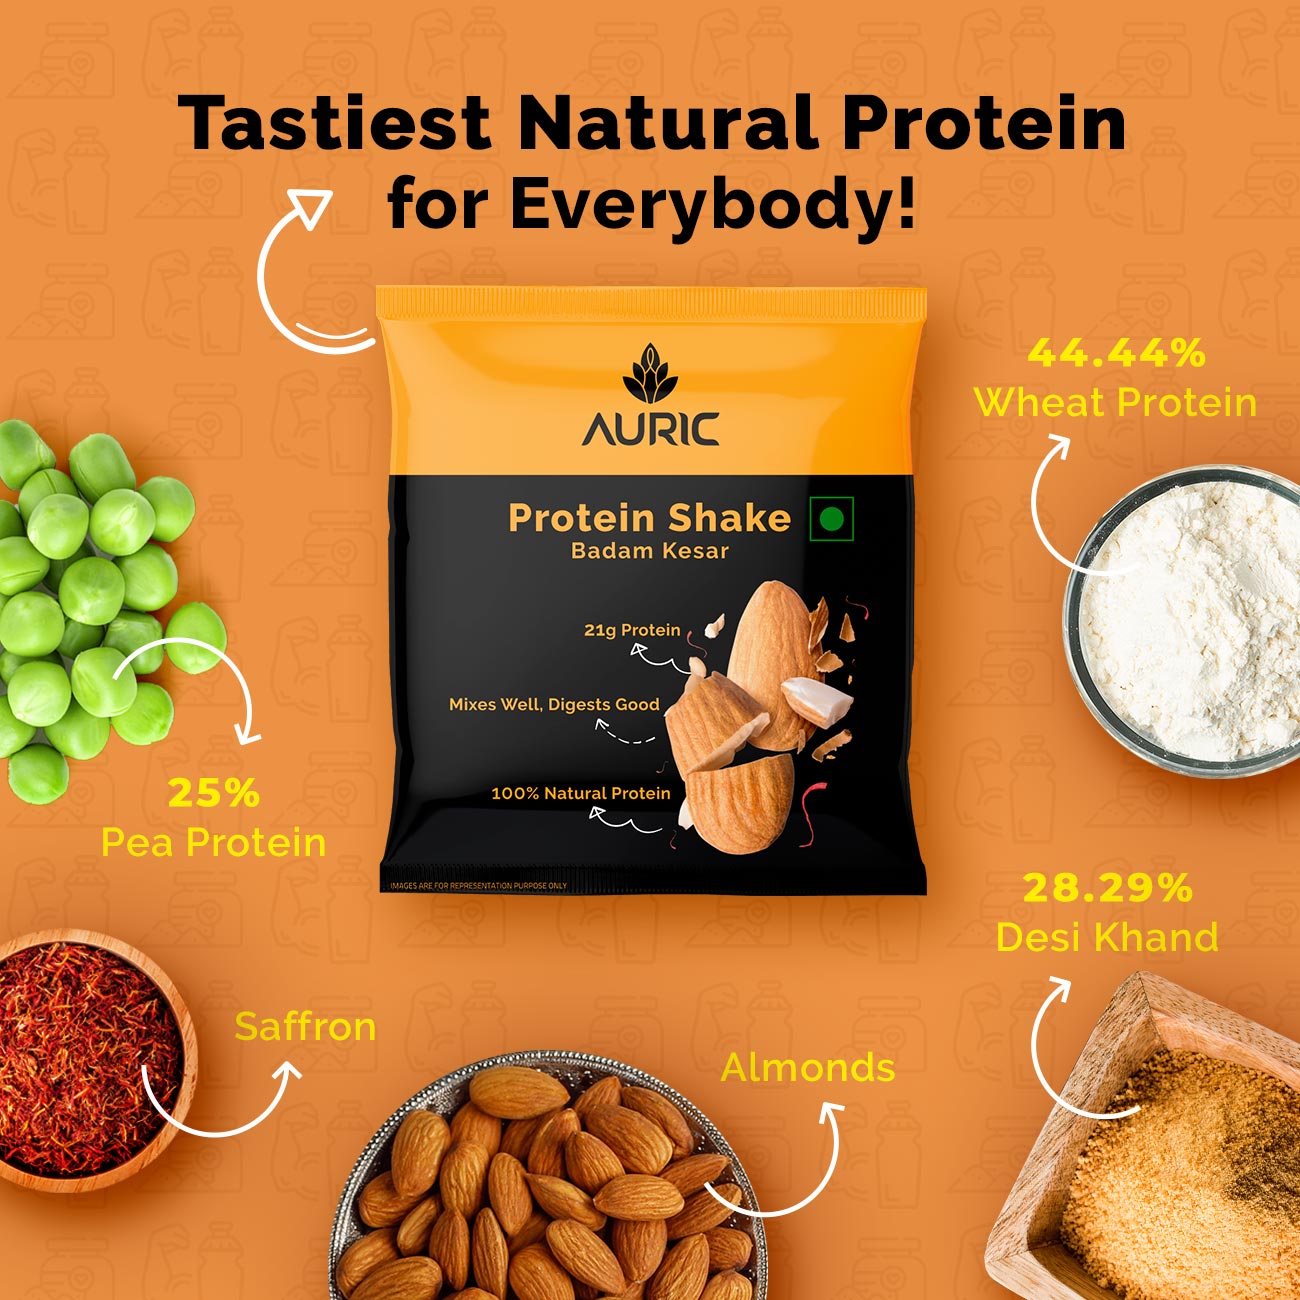 Tastiest Natural Protein
for Everybody!
AURIC
Protein Shake
Badam Kesar
21g Protein
Mixes Well, Digests Good
100% Natural Protein
IMAGES ARE FOR REPRESENTATION PURPOSE ONLY
44.44%
Wheat Protein
25%
Pea Protein
28.29%
Desi Khand
Saffron
Almonds